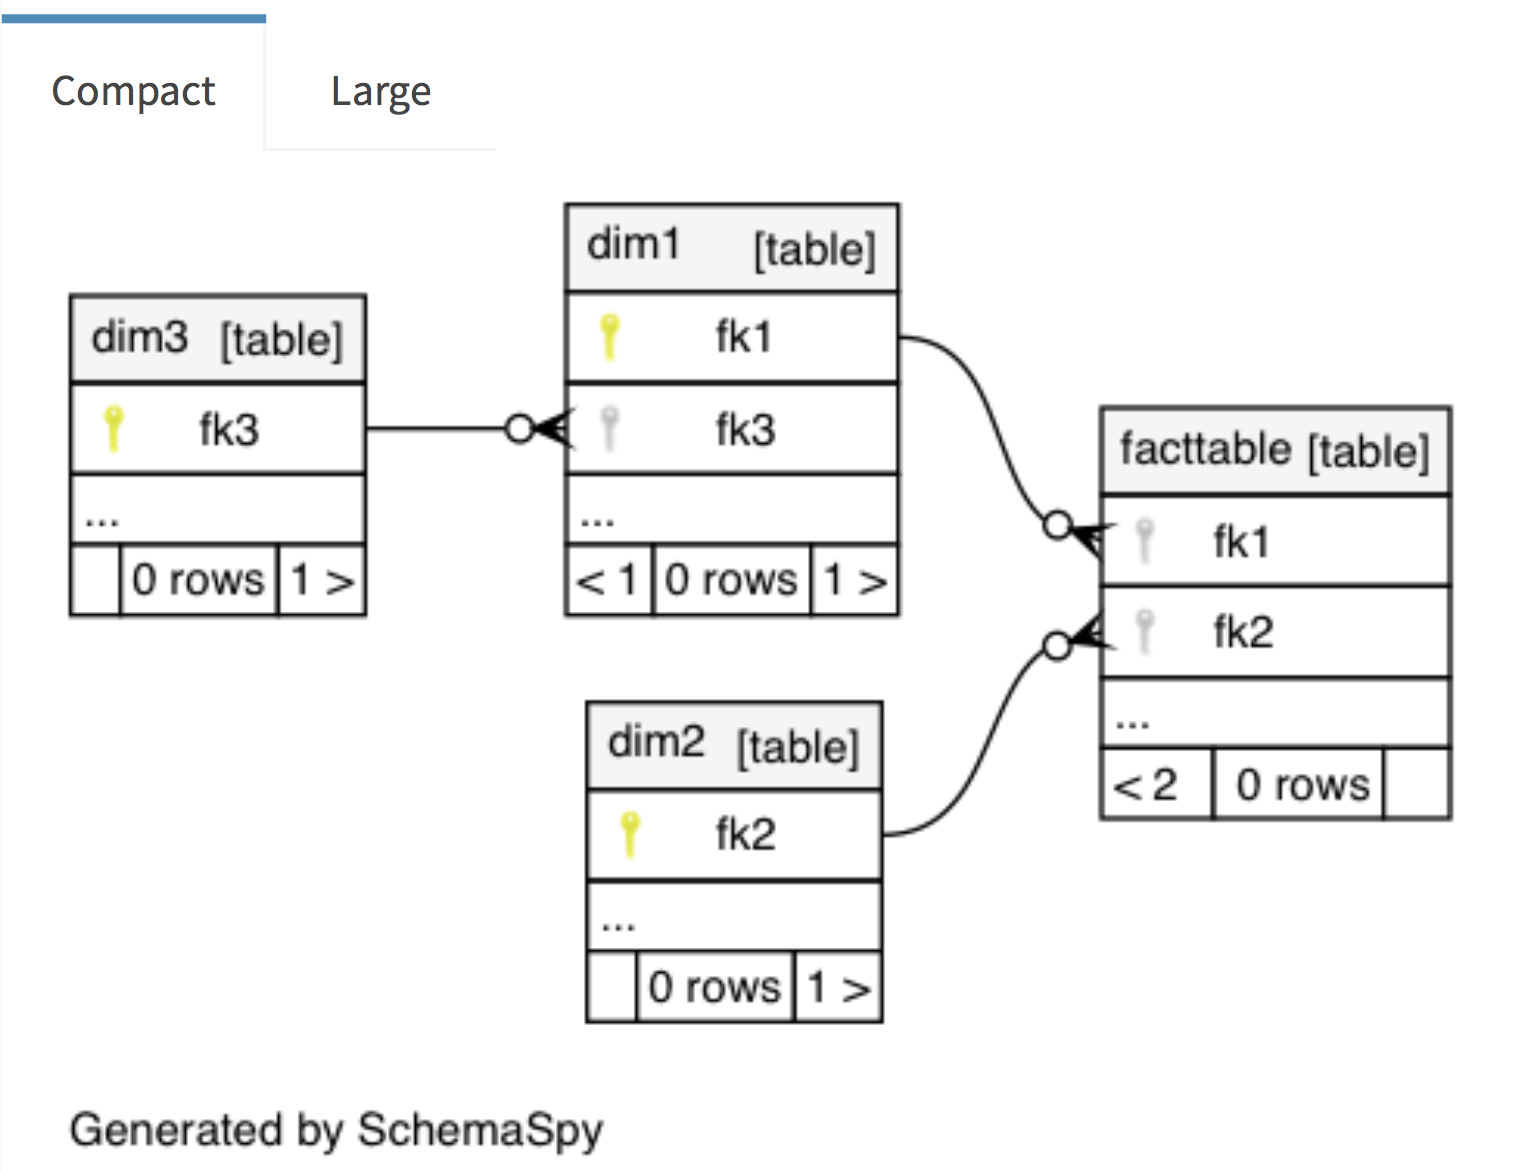 Compact Large
dim3 [table]
fk3
...
0 rows 1 >
dim1 [table]
fk1
fk3
...
< 1 0 rows 1 >
dim2 [table]
fk2
...
0 rows 1 >
facttable [table]
fk1
fk2
...
< 2 0 rows
Generated by SchemaSpy